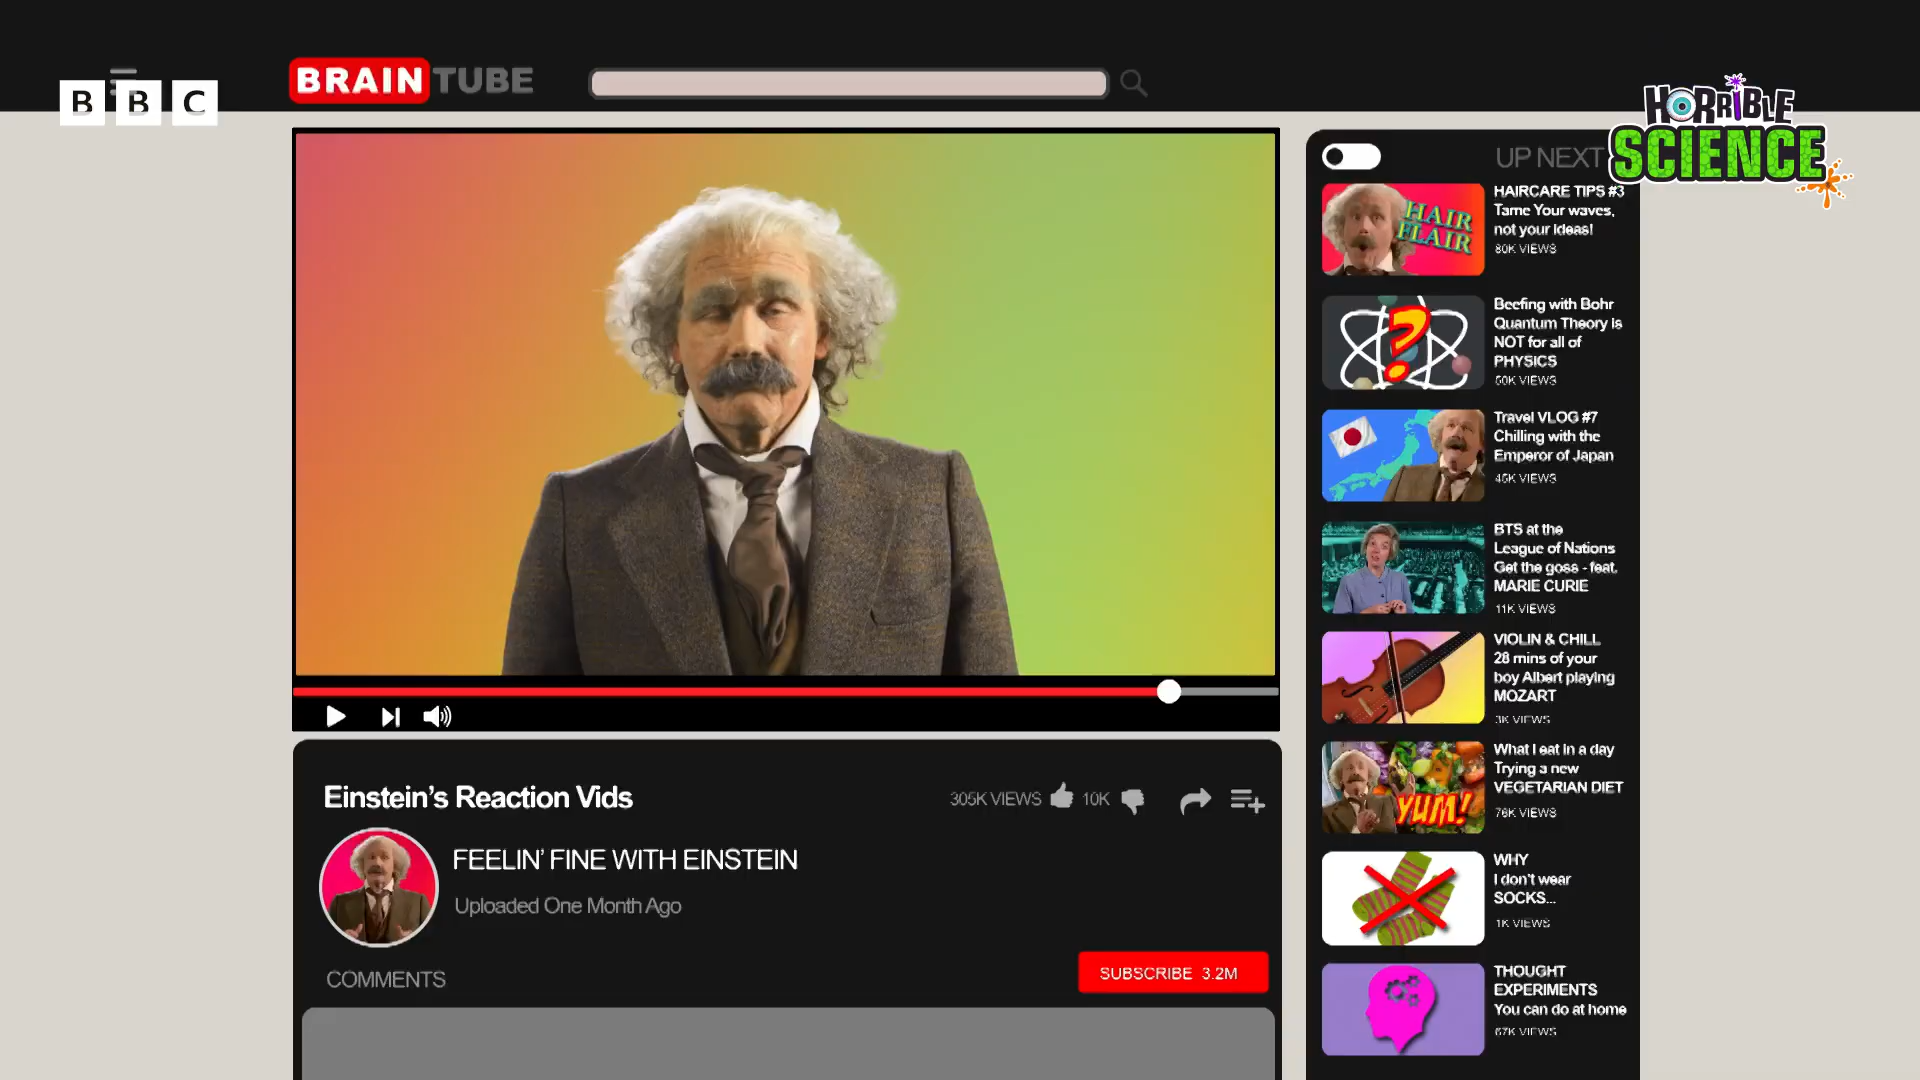 BBC
BRAINTUBE
HORRIBLE
SCIENCE
UP NEXT
HAIR
FLAIR
HAIRCARE TIPS #3
Tame Your waves,
not your ideas!
80K VIEWS
?
Beefing with Bohr
Quantum Theory is
NOT for all of
PHYSICS
50K VIEWS
Travel VLOG #7
Chilling with the
Emperor of Japan
45K VIEWS
BTS at the
League of Nations
Get the goss - feat.
MARIE CURIE
11K VIEWS
VIOLIN & CHILL
28 mins of your
boy Albert playing
MOZART
3K VIEWS
YUM!
What I eat in a day
Trying a new
VEGETARIAN DIET
76K VIEWS
WHY
I don't wear
SOCKS...
1K VIEWS
THOUGHT
EXPERIMENTS
You can do at home
67K VIEWS
Einstein's Reaction Vids
305K VIEWS 10K
FEELIN' FINE WITH EINSTEIN
Uploaded One Month Ago
SUBSCRIBE 3.2M
COMMENTS